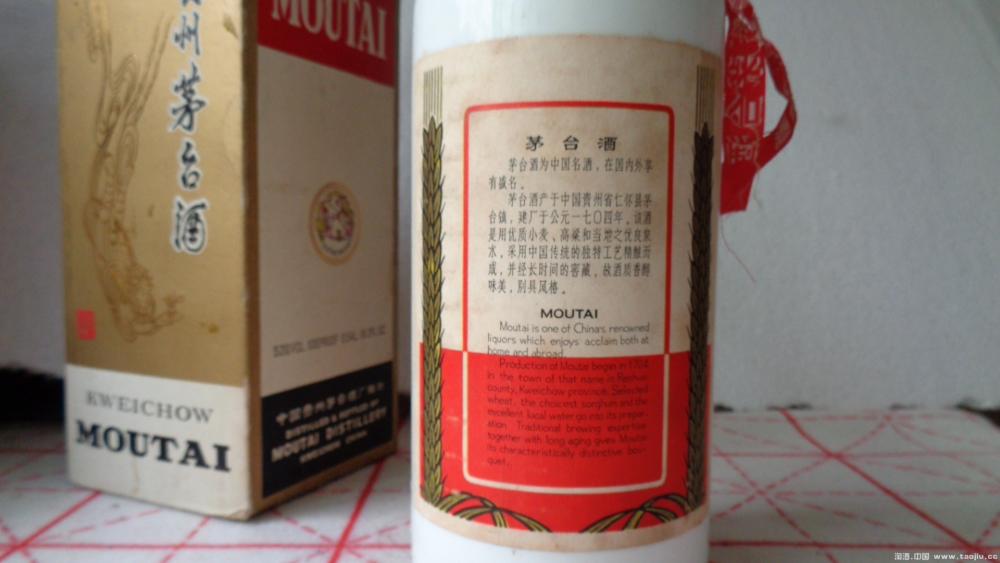 州茅台酒
KWEICHOW
MOUTAI
MOUTAI
中国贵州茅台酒厂
DISTILLED & BOTTLED BY
MOUTAI DISTILLERY
KWEICHOW CHINA
茅台酒
茅台酒为中国名酒，在国内外享
有盛名。
茅台酒产于中国贵州省仁怀县茅
台镇，建厂于公元一七〇四年。该酒
是用优质小麦、高粱和当地之优良泉
水，采用中国传统的独特工艺精酿而
成，并经长时间的窖藏，故酒质香醇
味美，别具风格。
MOUTAI
Moutai is one of China's renowned
liquors which enjoys acclaim both at
home and abroad.
Production of Moutai began in 1704
in the town of that name in Renhuai
county, Kweichow province. Selected
wheat, the choicest sorghum and the
excellent local water go into its prepar-
ation. Traditional brewing expertise
together with long aging gives Moutai
its characteristically distinctive bou-
quet.
淘酒.中国 www.taojiu.cc